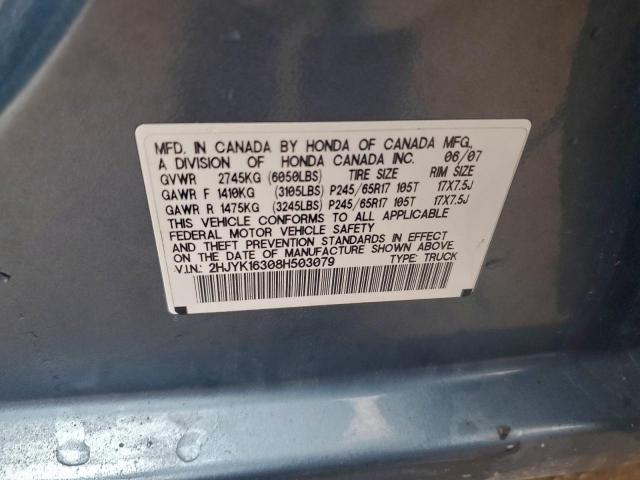 MFD. IN CANADA BY HONDA OF CANADA MFG.,
A DIVISION OF HONDA CANADA INC. 06/07
GVWR 2745KG (6050LBS) TIRE SIZE RIM SIZE
GAWR F 1410KG (3105LBS) P245/65R17 105T 17X7.5J
GAWR R 1475KG (3245LBS) P245/65R17 105T 17X7.5J
THIS VEHICLE CONFORMS TO ALL APPLICABLE
FEDERAL MOTOR VEHICLE SAFETY
AND THEFT PREVENTION STANDARDS IN EFFECT
ON THE DATE OF MANUFACTURE SHOWN ABOVE.
V.I.N.: 2HJYK16308H503079 TYPE: TRUCK